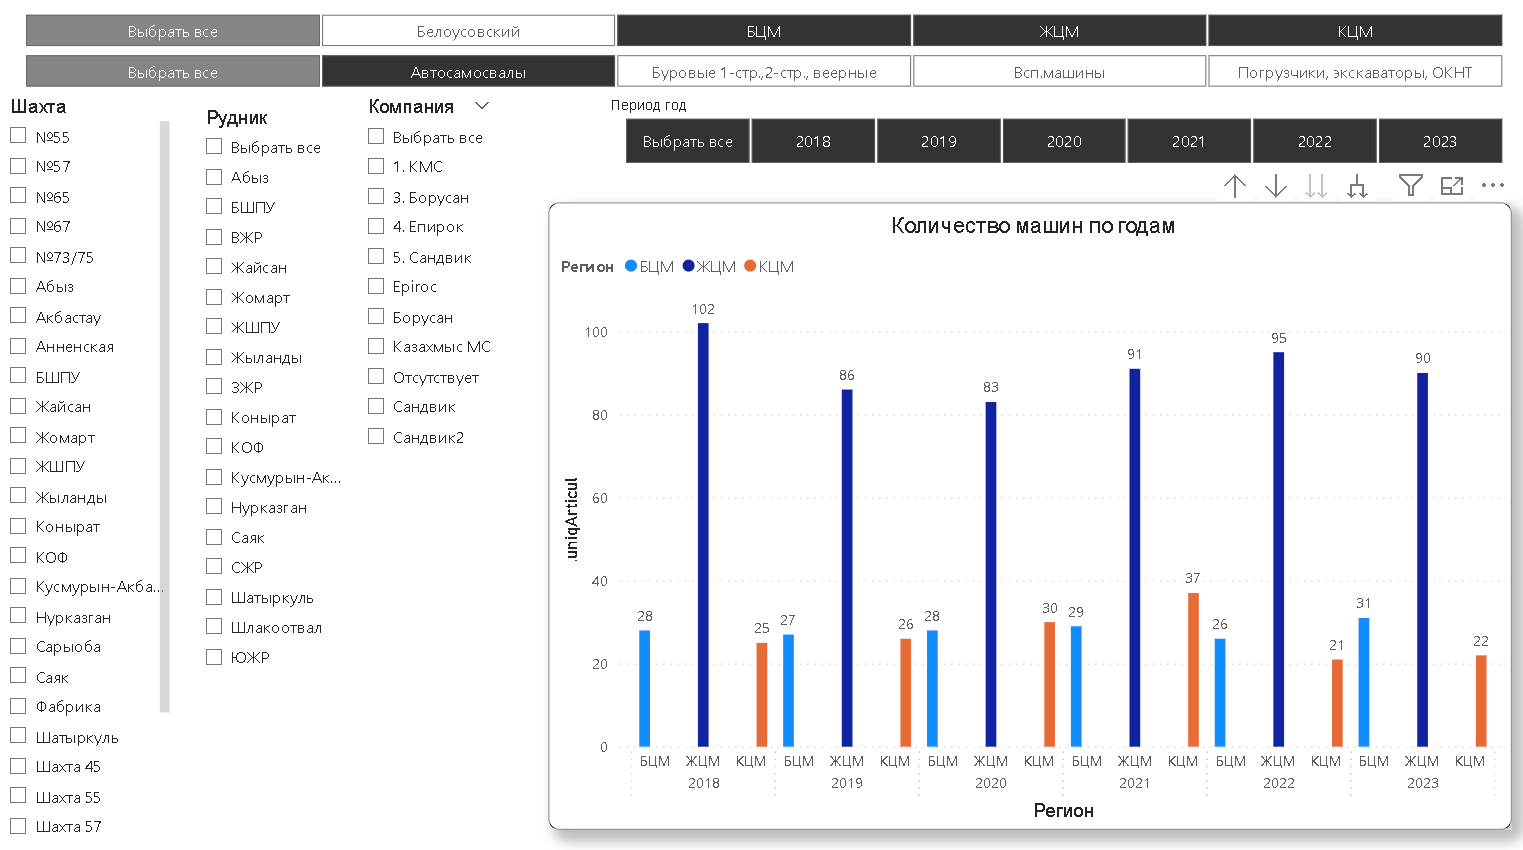 Выбрать все
Белоусовский
БЦМ
ЖЦМ
КЦМ
Выбрать все
Автосамосвалы
Буровые 1-стр.,2-стр., веерные
Всп.машины
Погрузчики, экскаваторы, ОКНТ
Шахта
№55
№57
№65
№67
№73/75
Абыз
Акбастау
Анненская
БШПУ
Жайсан
Жомарт
ЖШПУ
Жыланды
Конырат
КОФ
Кусмурын-Акба...
Нурказган
Сарыоба
Саяк
Фабрика
Шатыркуль
Шахта 45
Шахта 55
Шахта 57
Рудник
Выбрать все
Абыз
БШПУ
ВЖР
Жайсан
Жомарт
ЖШПУ
Жыланды
ЗЖР
Конырат
КОФ
Кусмурын-Ак...
Нурказган
Саяк
СЖР
Шатыркуль
Шлакоотвал
ЮЖР
Компания
Выбрать все
1. КМС
3. Борусан
4. Епирок
5. Сандвик
Epiroc
Борусан
Казахмыс МС
Отсутствует
Сандвик
Сандвик2
Период год
Выбрать все
2018
2019
2020
2021
2022
2023
Количество машин по годам
Регион БЦМ ЖЦМ КЦМ
.uniqArticul
100
80
60
40
20
0
28 102 25
27 86 26
28 83 30
29 91 37
26 95 21
31 90 22
БЦМ ЖЦМ КЦМ БЦМ ЖЦМ КЦМ БЦМ ЖЦМ КЦМ БЦМ ЖЦМ КЦМ БЦМ ЖЦМ КЦМ БЦМ ЖЦМ КЦМ
2018 2019 2020 2021 2022 2023
Регион